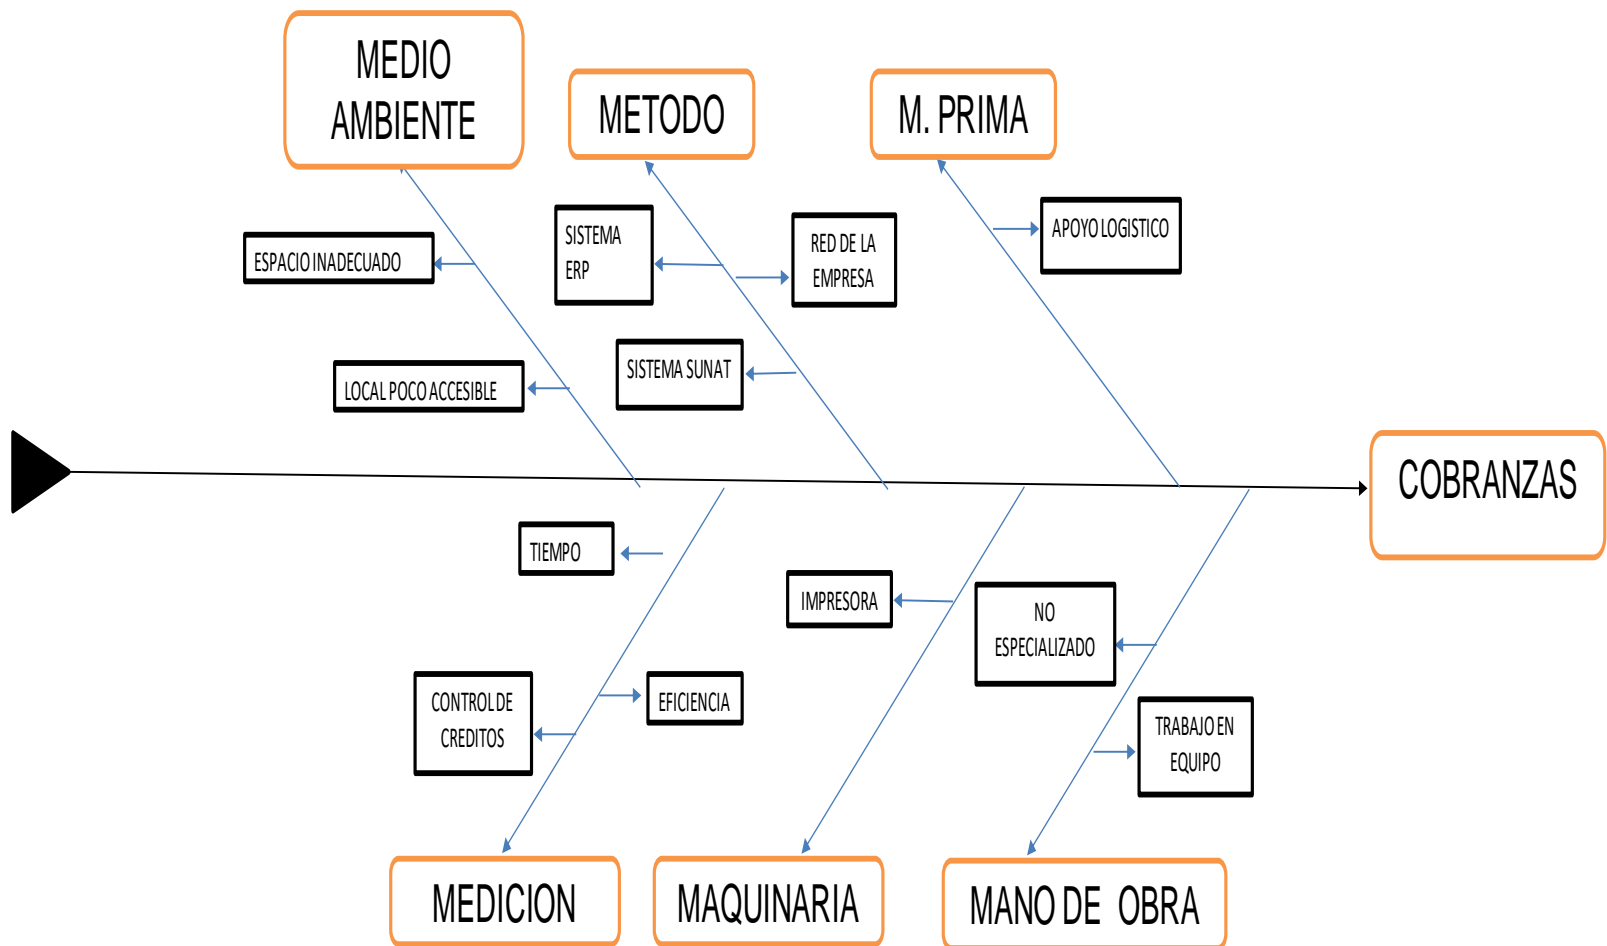 MEDIO
AMBIENTE
METODO
M. PRIMA
SISTEMA
ERP
RED DE LA
EMPRESA
APOYO LOGISTICO
ESPACIO INADECUADO
SISTEMA SUNAT
LOCAL POCO ACCESIBLE
COBRANZAS
TIEMPO
IMPRESORA
NO
ESPECIALIZADO
CONTROL DE
CREDITOS
EFICIENCIA
TRABAJO EN
EQUIPO
MEDICION
MAQUINARIA
MANO DE OBRA